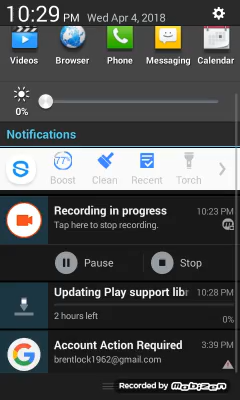 10:29 PM Wed Apr 4, 2018
Videos Browser Phone Messaging Calendar
0%
Notifications
77%
Boost Clean Recent Torch
Recording in progress 10:23 PM
Tap here to stop recording.
Pause Stop
Updating Play support libr 10:28 PM
2 hours left 0%
Account Action Required 3:39 PM
brentlock1962@gmail.com
Recorded by Mobizen